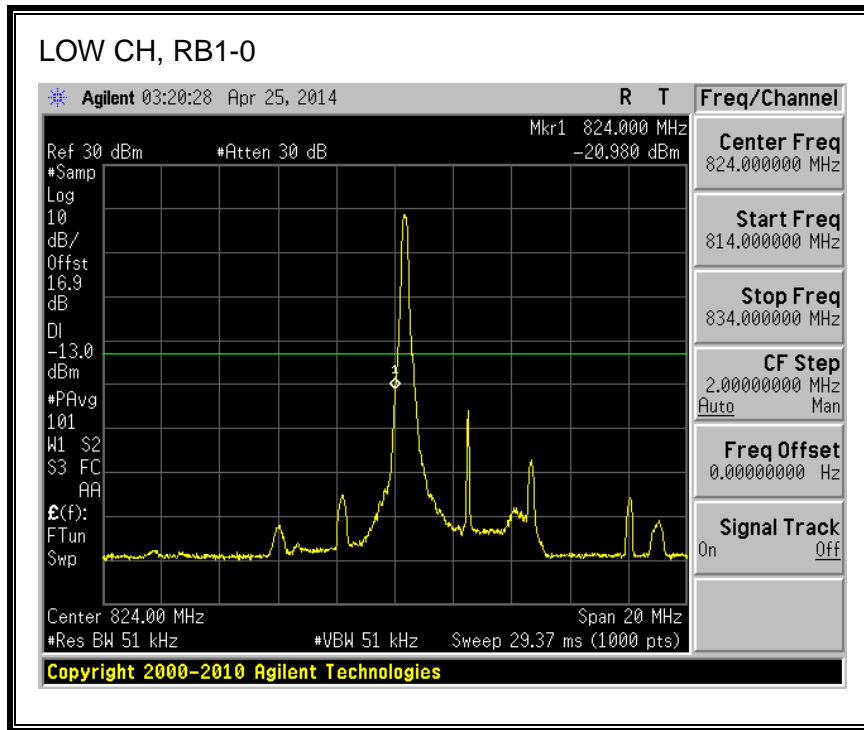 LOW CH, RB1-0
Agilent 03:20:28 Apr 25, 2014 R T
Mkr1 824.000 MHz
Ref 30 dBm #Atten 30 dB -20.980 dBm
#Samp
Log
10
dB/
Offst
16.9
dB
DI
-13.0
dBm
#PAvg
101
W1 S2
S3 FC
AA
£(f):
FTun
Swp
1
Center 824.00 MHz Span 20 MHz
#Res BW 51 kHz #VBW 51 kHz Sweep 29.37 ms (1000 pts)
Copyright 2000-2010 Agilent Technologies
Freq/Channel
Center Freq
824.000000 MHz
Start Freq
814.000000 MHz
Stop Freq
834.000000 MHz
CF Step
2.00000000 MHz
Auto Man
Freq Offset
0.00000000 Hz
Signal Track
On Off